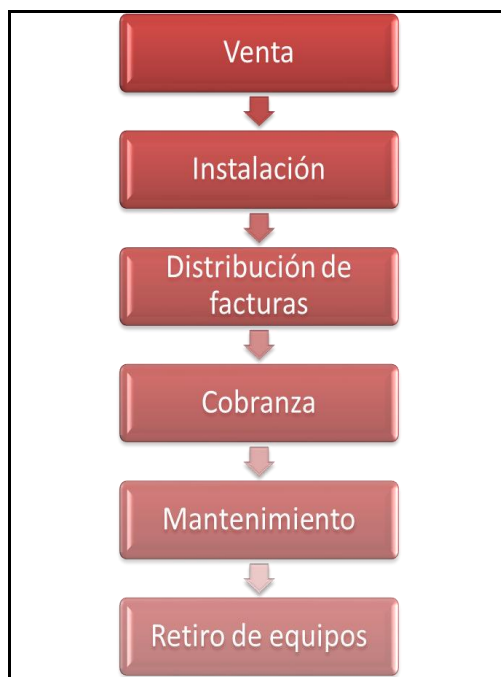 Venta
Instalación
Distribución de
facturas
Cobranza
Mantenimiento
Retiro de equipos